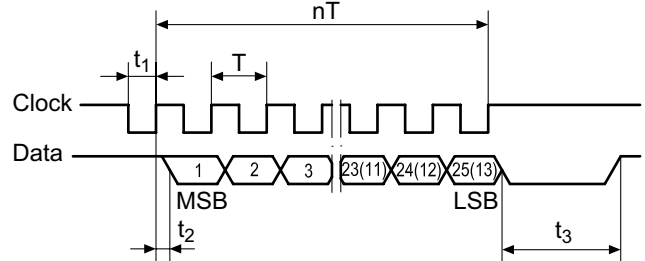 nT
t1 T
Clock
Data
1 2 3 23(11) 24(12) 25(13)
MSB LSB
t2 t3